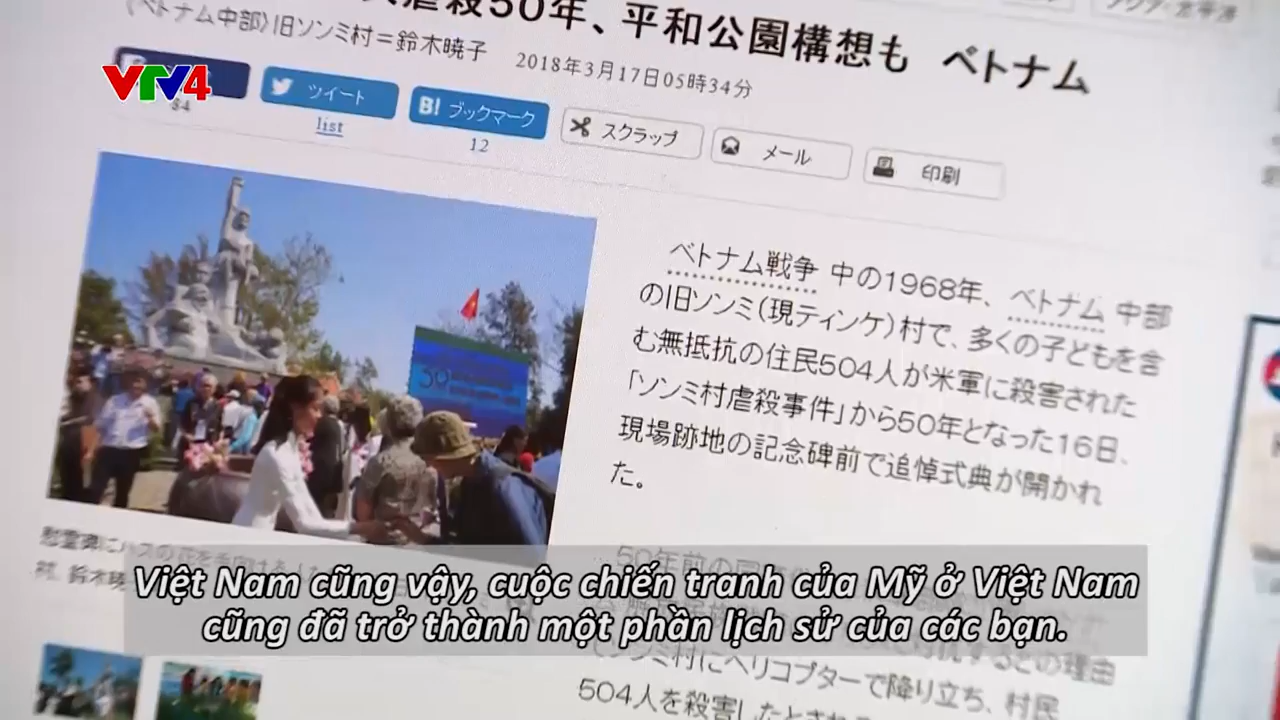 虐殺50年、平和公園構想も ベトナム
(ベトナム中部)旧ソンミ村=鈴木暁子 2018年3月17日05時34分
VTV4
ツイート
B! ブックマーク
スクラップ
メール
印刷
list
12
ベトナム戦争 中の1968年、ベトナム 中部
の旧ソンミ(現ティンケ)村で、多くの子どもを含
む無抵抗の住民504人が米軍に殺害された
「ソンミ村虐殺事件」から50年となった16日、
現場跡地の記念碑前で追悼式典が開かれ
た。
50
50年前の
村、鈴木暁
Việt Nam cũng vậy, cuộc chiến tranh của Mỹ ở Việt Nam
cũng đã trở thành một phần lịch sử của các bạn.
の理由
でソンミ村にヘリコプターで降り立ち、村民
504人を殺害したとされ